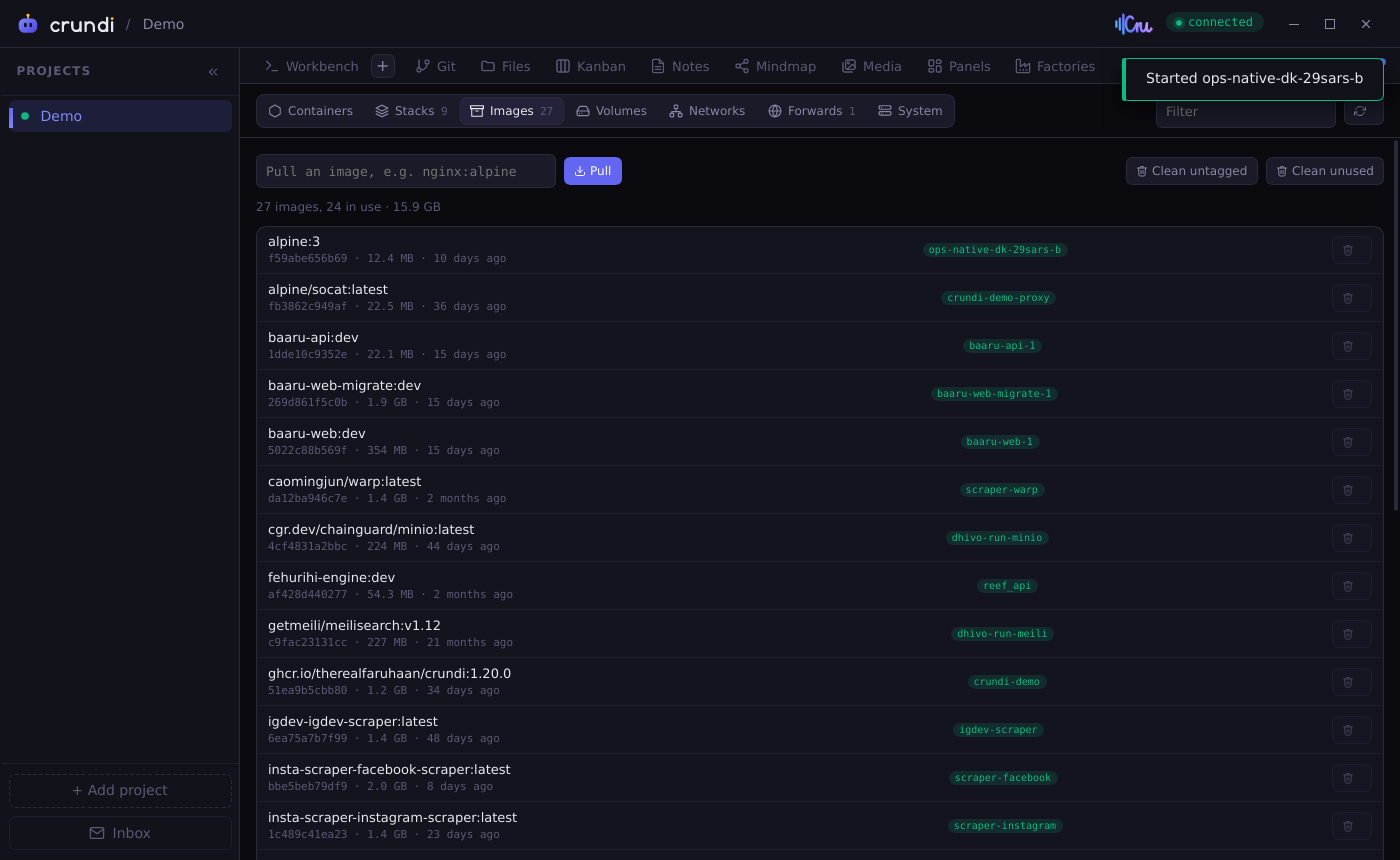 crundi / Demo
Cru
connected
PROJECTS
Demo
+ Add project
Inbox
Workbench
Git
Files
Kanban
Notes
Mindmap
Media
Panels
Factories
Started ops-native-dk-29sars-b
Containers
Stacks 9
Images 27
Volumes
Networks
Forwards 1
System
Filter
Pull an image, e.g. nginx:alpine
Pull
Clean untagged
Clean unused
27 images, 24 in use · 15.9 GB
alpine:3
f59abe656b69 · 12.4 MB · 10 days ago
ops-native-dk-29sars-b
alpine/socat:latest
fb3862c949af · 22.5 MB · 36 days ago
crundi-demo-proxy
baaru-api:dev
1dde10c9352e · 22.1 MB · 15 days ago
baaru-api-1
baaru-web-migrate:dev
269d861f5c0b · 1.9 GB · 15 days ago
baaru-web-migrate-1
baaru-web:dev
5022c88b569f · 354 MB · 15 days ago
baaru-web-1
caomingjun/warp:latest
da12ba946c7e · 1.4 GB · 2 months ago
scraper-warp
cgr.dev/chainguard/minio:latest
4cf4831a2bbc · 224 MB · 44 days ago
dhivo-run-minio
fehurihi-engine:dev
af428d440277 · 54.3 MB · 2 months ago
reef_api
getmeili/meilisearch:v1.12
c9fac23131cc · 227 MB · 21 months ago
dhivo-run-meili
ghcr.io/therealfaruhaan/crundi:1.20.0
51ea9b5cbb80 · 1.2 GB · 34 days ago
crundi-demo
igdev-igdev-scraper:latest
6ea75a7b7f99 · 1.4 GB · 48 days ago
igdev-scraper
insta-scraper-facebook-scraper:latest
bbe5beb79df9 · 2.0 GB · 8 days ago
scraper-facebook
insta-scraper-instagram-scraper:latest
1c489c41ea23 · 1.4 GB · 23 days ago
scraper-instagram